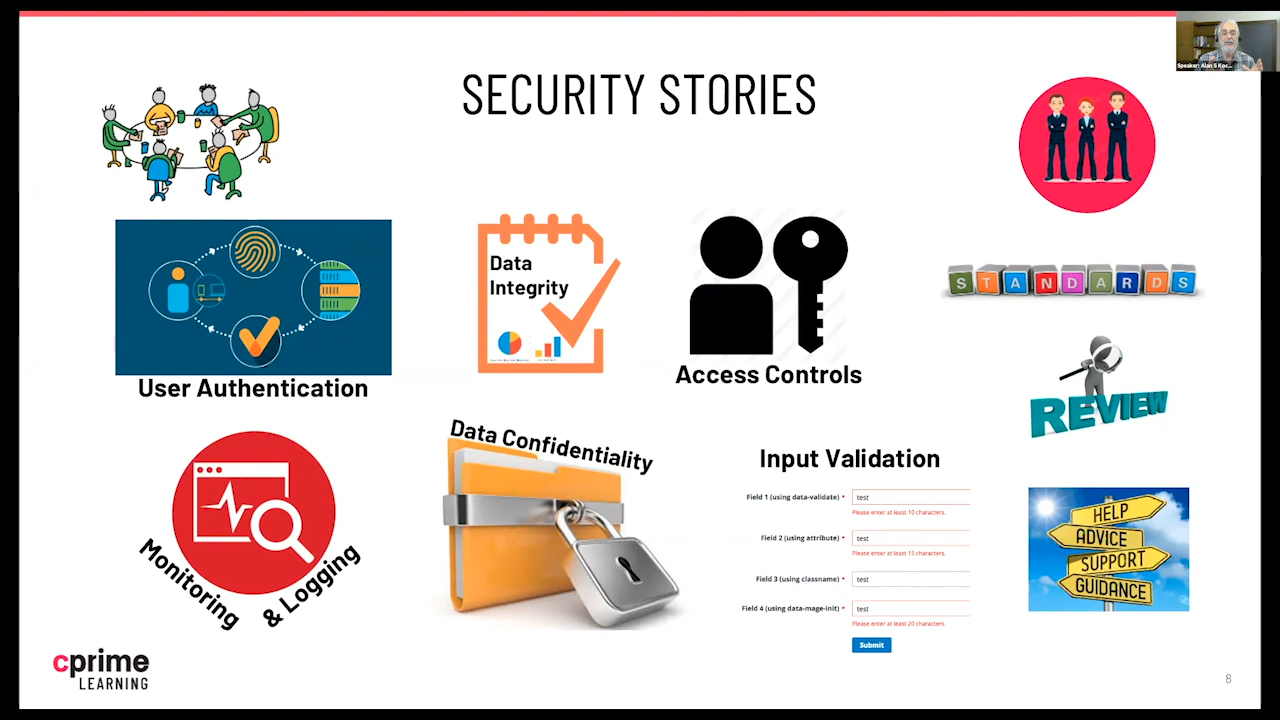 SECURITY STORIES
Speaker: Alan S Koc...
User Authentication
Data
Integrity
Access Controls
STANDARDS
REVIEW
Monitoring & Logging
Data Confidentiality
Input Validation
Field 1 (using data-validate) *
test
Please enter at least 10 characters.
Field 2 (using attribute) *
test
Please enter at least 15 characters.
Field 3 (using classname) *
test
Field 4 (using data-mage-init) *
test
Please enter at least 20 characters.
Submit
HELP
ADVICE
SUPPORT
GUIDANCE
cprime
LEARNING
8